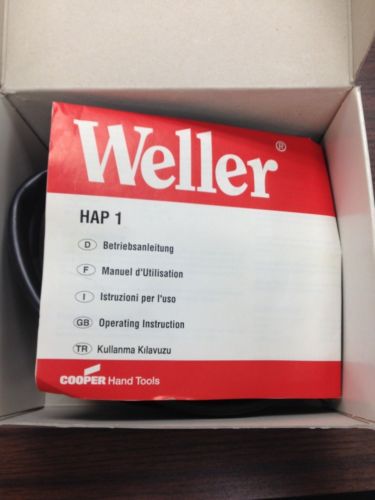 Weller®
HAP 1
D Betriebsanleitung
F Manuel d'Utilisation
I Istruzioni per l'uso
GB Operating Instruction
TR Kullanma Kılavuzu
COOPER Hand Tools